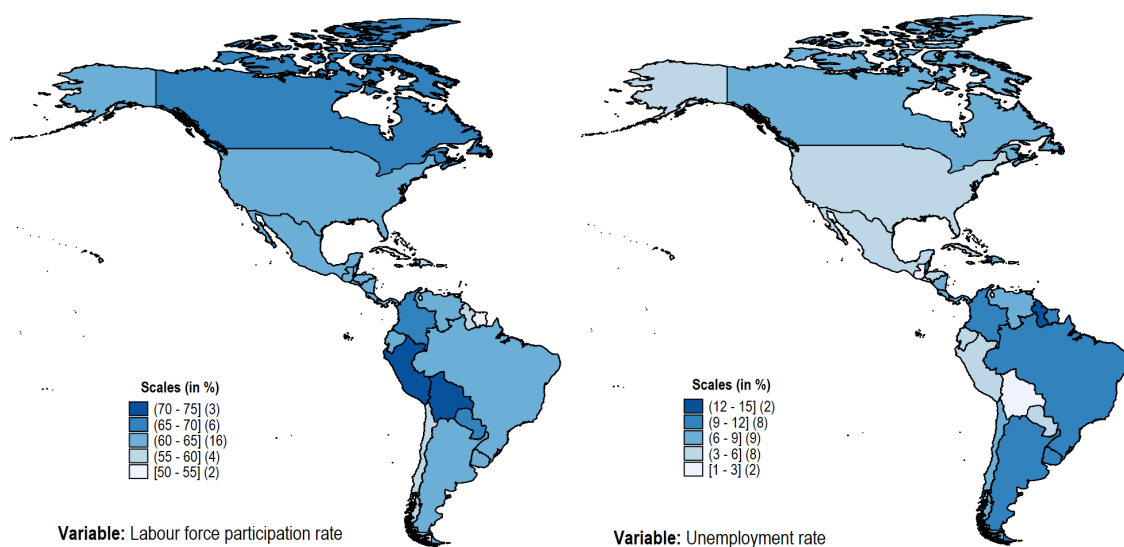 Scales (in %)
(70 - 75] (3)
(65 - 70] (6)
(60 - 65] (16)
(55 - 60] (4)
[50 - 55] (2)
Variable: Labour force participation rate
Scales (in %)
(12 - 15] (2)
(9 - 12] (8)
(6 - 9] (9)
(3 - 6] (8)
[1 - 3] (2)
Variable: Unemployment rate